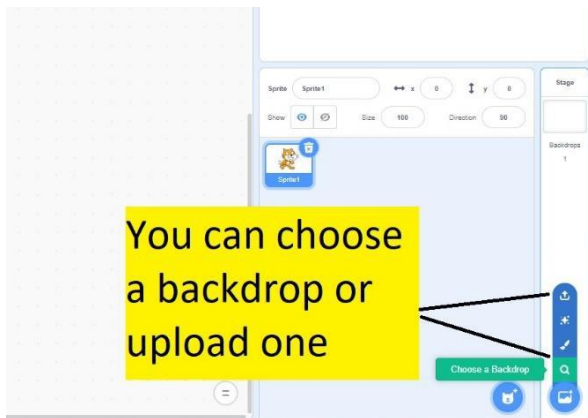 Sprite Sprite1 x 0 y 0
Show Size 100 Direction 90
Sprite1
Stage
Backdrops
1
You can choose
a backdrop or
upload one
Choose a Backdrop